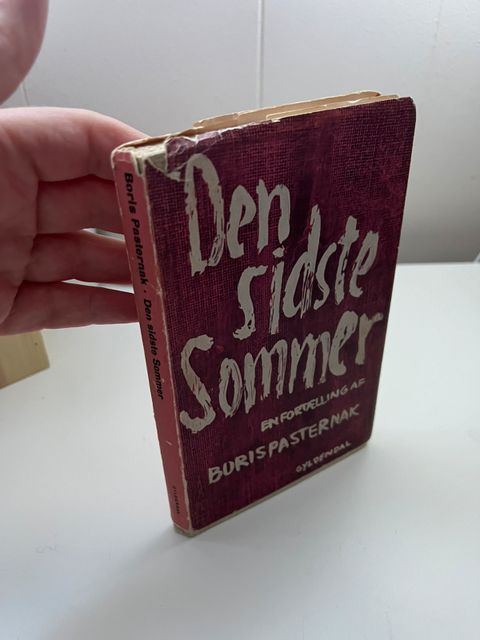 Den
sidste
Sommer
EN FORTÆLLING AF
BORIS PASTERNAK
GYLDENDAL
Boris Pasternak · Den sidste Sommer